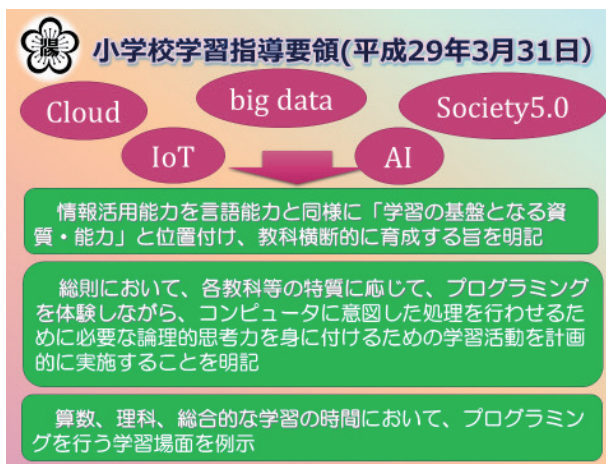 陽
小学校学習指導要領(平成29年3月31日）
Cloud
big data
Society5.0
IoT
AI
情報活用能力を言語能力と同様に「学習の基盤となる資
質・能力」と位置付け、教科横断的に育成する旨を明記
総則において、各教科等の特質に応じて、プログラミング
を体験しながら、コンピュータに意図した処理を行わせるた
めに必要な論理的思考力を身に付けるための学習活動を計画
的に実施することを明記
算数、理科、総合的な学習の時間において、プログラミン
グを行う学習場面を例示